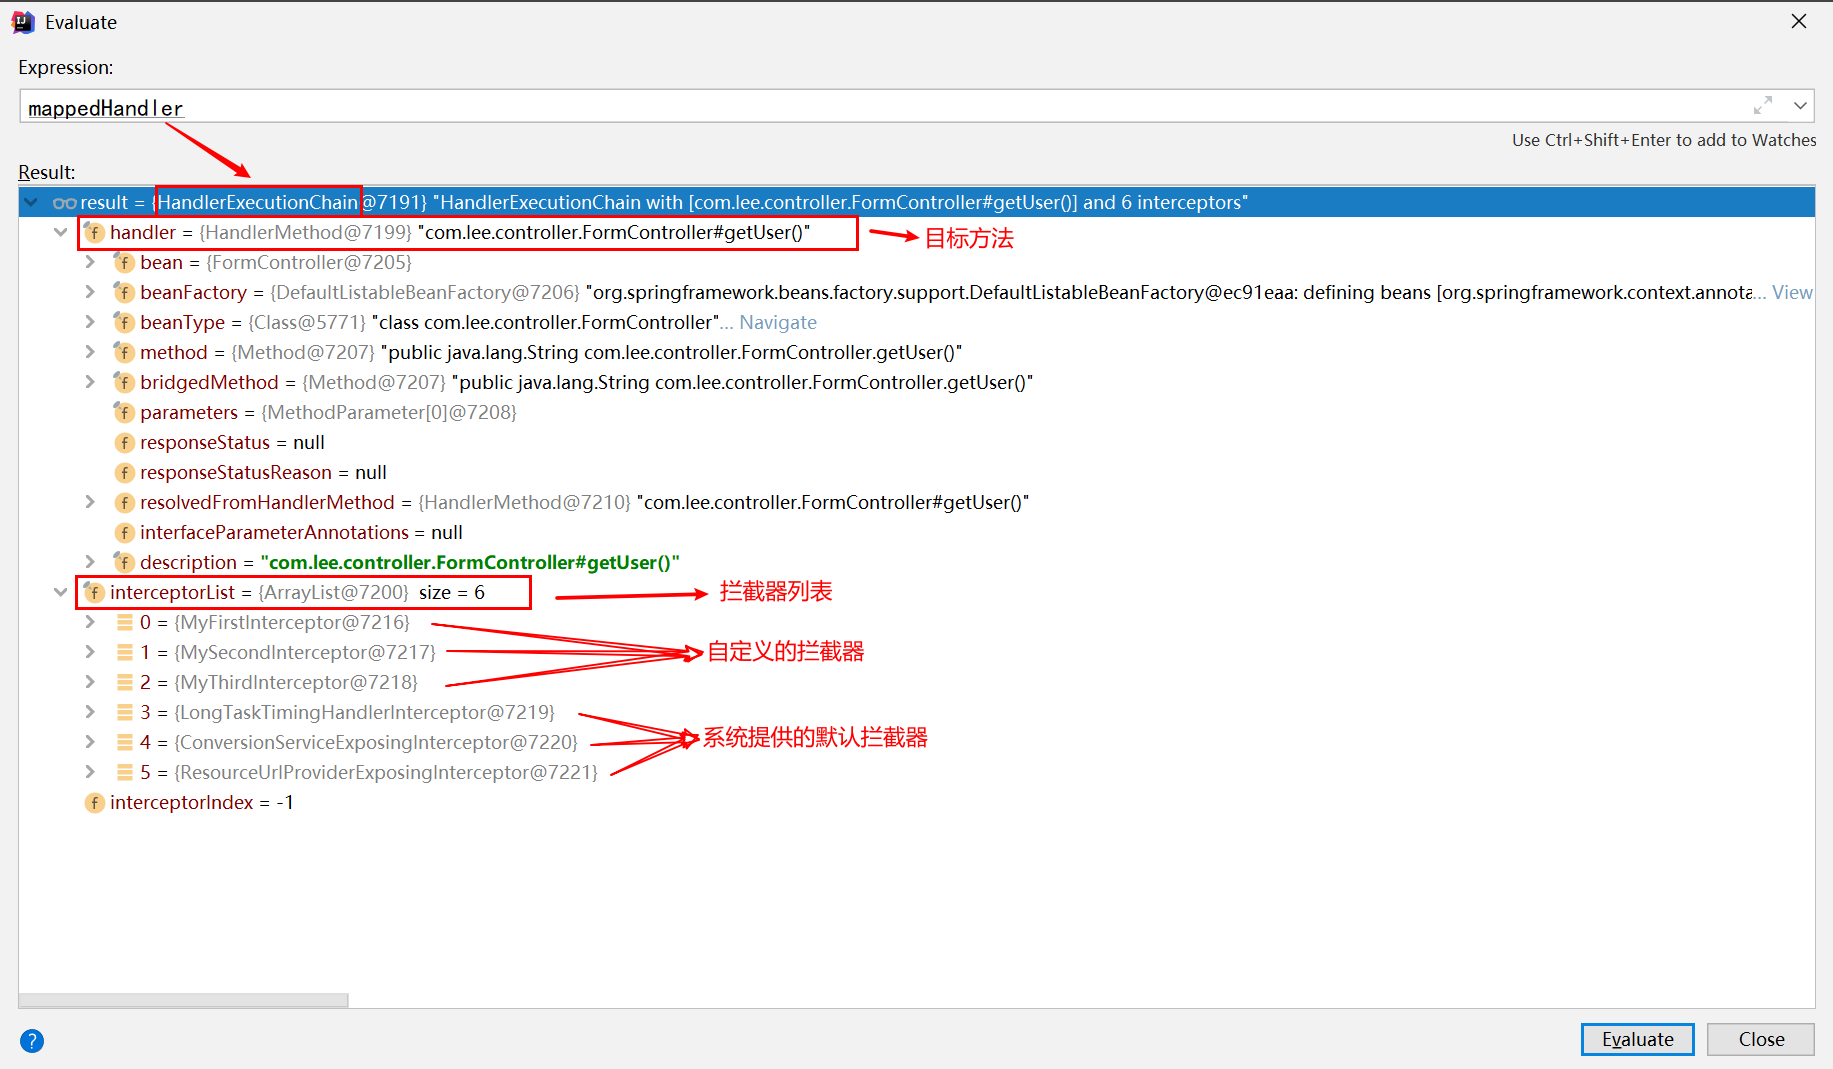 Evaluate
Expression:
mappedHandler
Use Ctrl+Shift+Enter to add to Watches
Result:
result = {HandlerExecutionChain@7191} "HandlerExecutionChain with [com.lee.controller.FormController#getUser()] and 6 interceptors"
handler = {HandlerMethod@7199} "com.lee.controller.FormController#getUser()" 目标方法
bean = {FormController@7205}
beanFactory = {DefaultListableBeanFactory@7206} "org.springframework.beans.factory.support.DefaultListableBeanFactory@ec91eaa: defining beans [org.springframework.context.annota... View
beanType = {Class@5771} "class com.lee.controller.FormController"... Navigate
method = {Method@7207} "public java.lang.String com.lee.controller.FormController.getUser()"
bridgedMethod = {Method@7207} "public java.lang.String com.lee.controller.FormController.getUser()"
parameters = {MethodParameter[0]@7208}
responseStatus = null
responseStatusReason = null
resolvedFromHandlerMethod = {HandlerMethod@7210} "com.lee.controller.FormController#getUser()"
interfaceParameterAnnotations = null
description = "com.lee.controller.FormController#getUser()"
interceptorList = {ArrayList@7200} size = 6 拦截器列表
0 = {MyFirstInterceptor@7216}
1 = {MySecondInterceptor@7217} 自定义的拦截器
2 = {MyThirdInterceptor@7218}
3 = {LongTaskTimingHandlerInterceptor@7219}
4 = {ConversionServiceExposingInterceptor@7220} 系统提供的默认拦截器
5 = {ResourceUrlProviderExposingInterceptor@7221}
interceptorIndex = -1
Evaluate Close